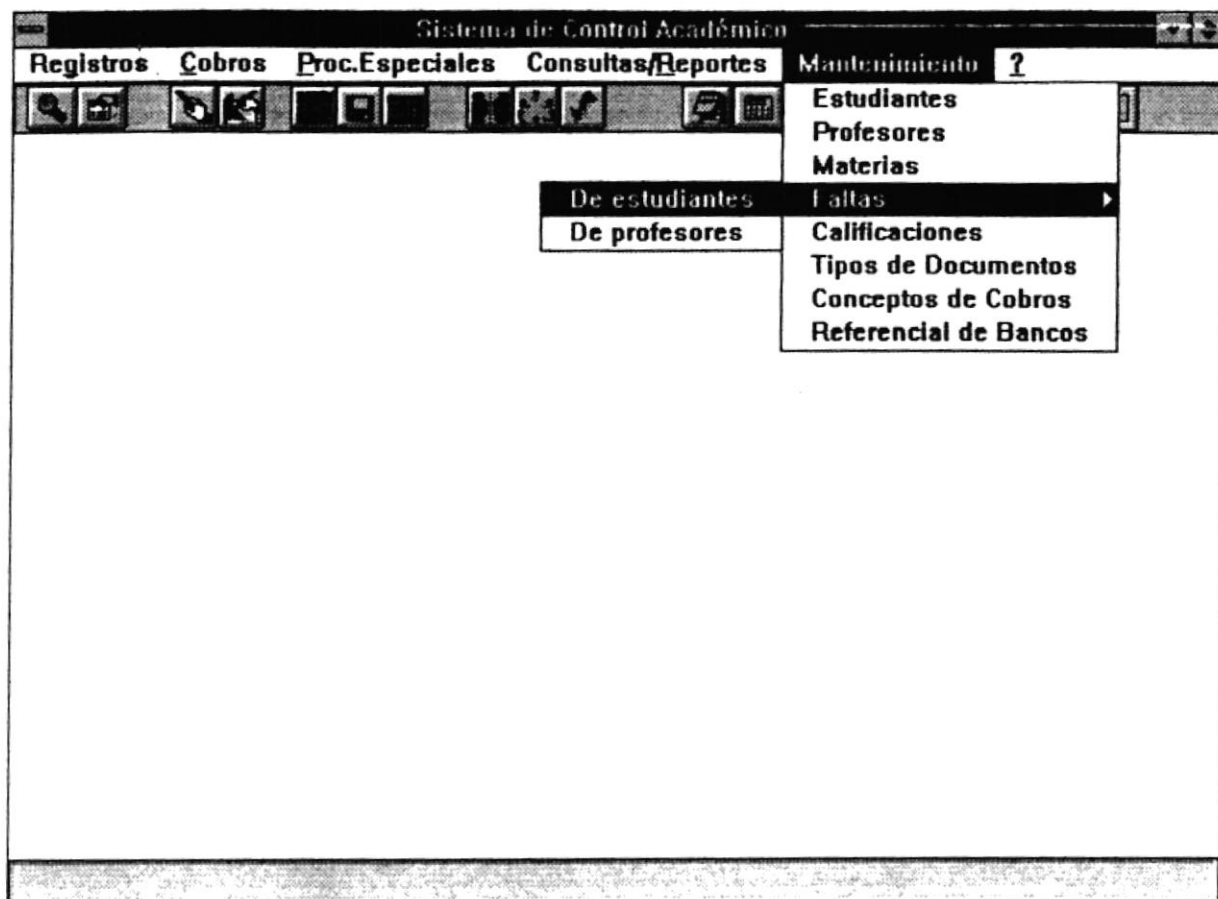 Sistema de Control Académico
Registros Cobros Proc.Especiales Consultas/Reportes Mantenimiento ?
Estudiantes
Profesores
Materias
De estudiantes Faltas
De profesores Calificaciones
Tipos de Documentos
Conceptos de Cobros
Referencial de Bancos